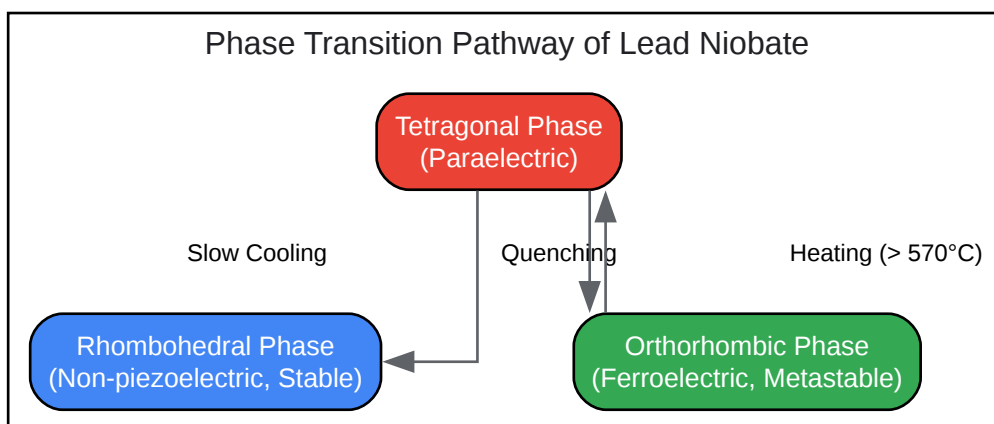 Phase Transition Pathway of Lead Niobate
Tetragonal Phase
(Paraelectric)
Slow Cooling
Quenching
Heating (> 570°C)
Rhombohedral Phase
(Non-piezoelectric, Stable)
Orthorhombic Phase
(Ferroelectric, Metastable)